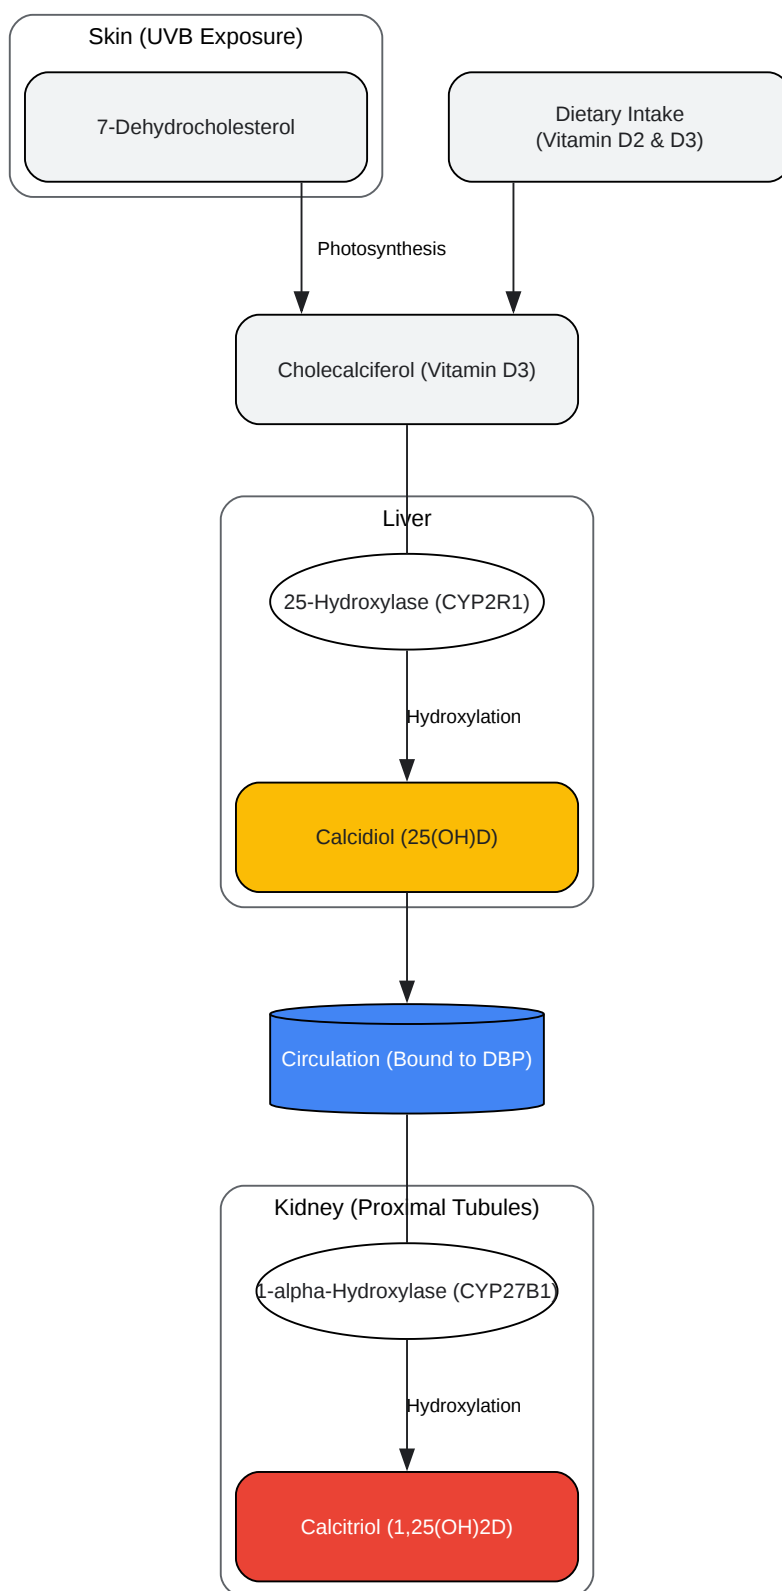 Skin (UVB Exposure)
7-Dehydrocholesterol
Dietary Intake
(Vitamin D2 & D3)
Photosynthesis
Cholecalciferol (Vitamin D3)
Liver
25-Hydroxylase (CYP2R1)
Hydroxylation
Calcidiol (25(OH)D)
Circulation (Bound to DBP)
Kidney (Proximal Tubules)
1-alpha-Hydroxylase (CYP27B1)
Hydroxylation
Calcitriol (1,25(OH)2D)